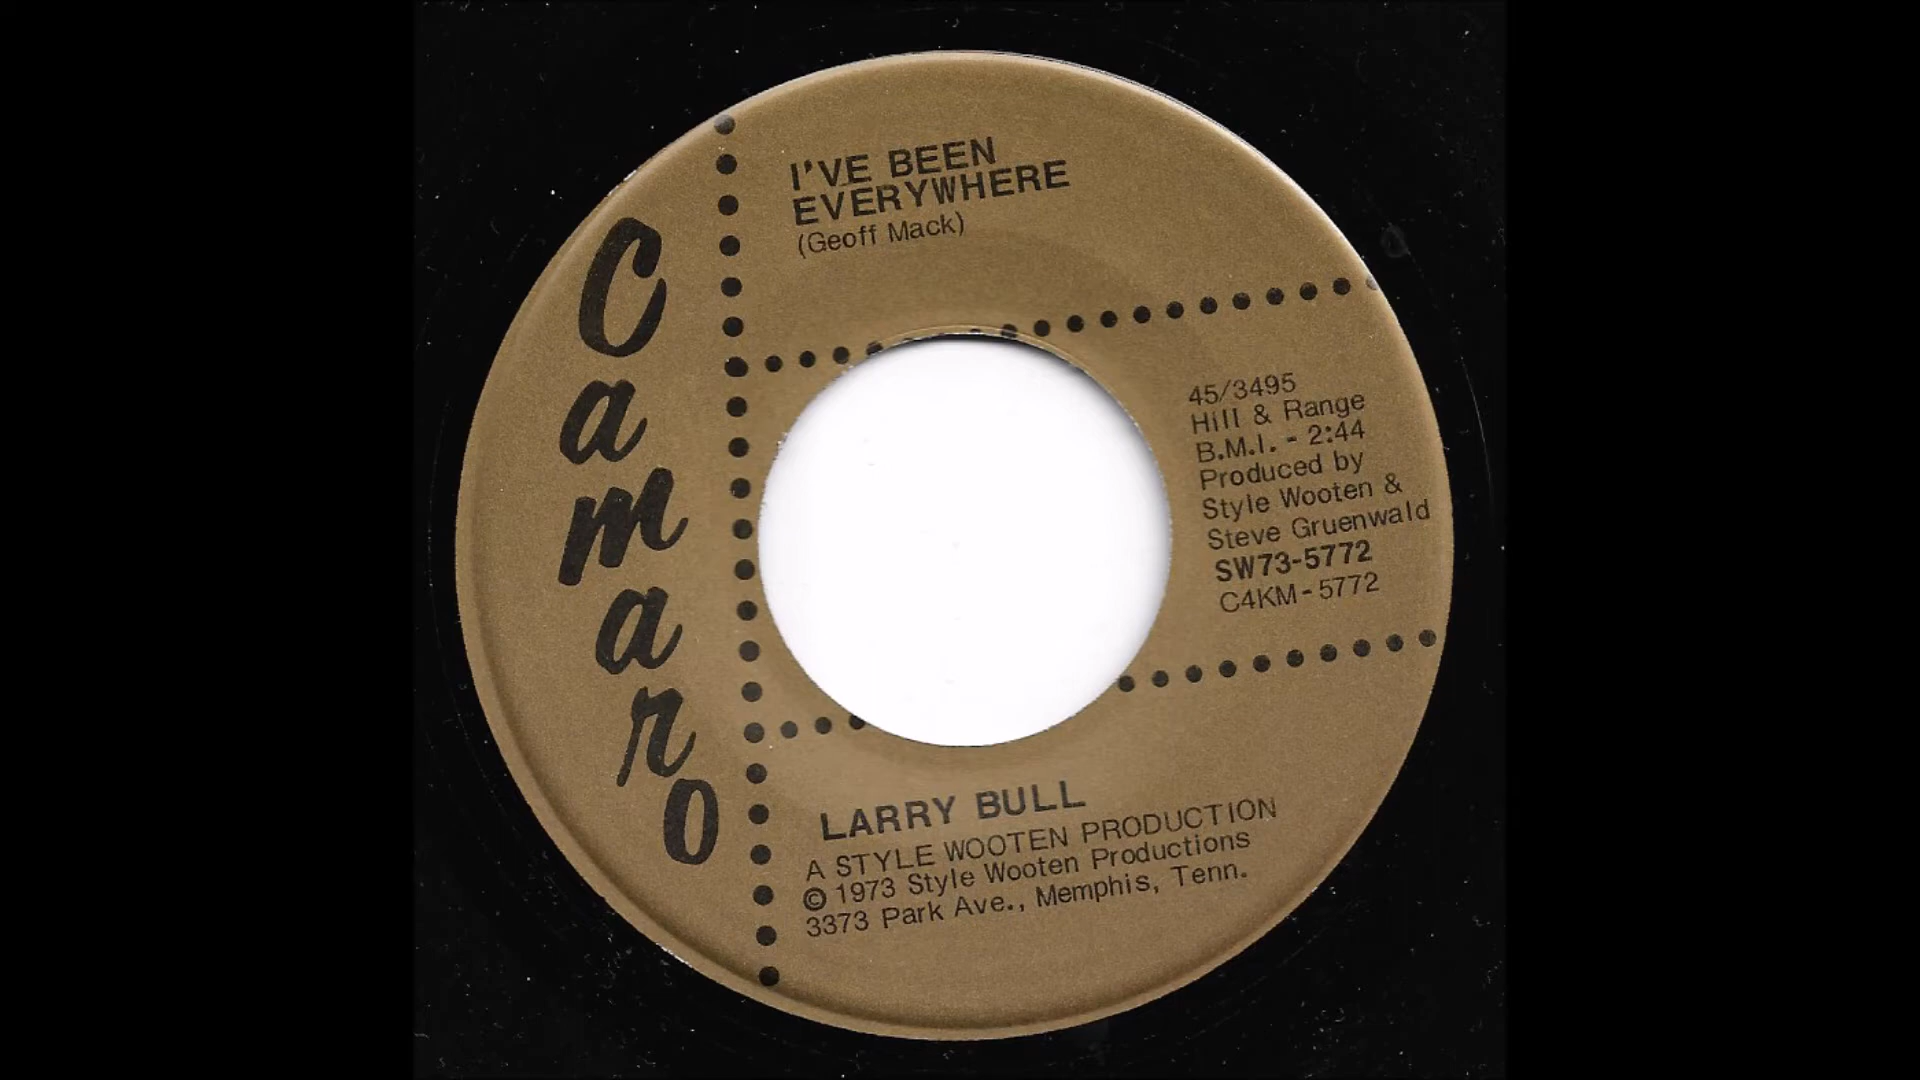 Camaro
I'VE BEEN
EVERYWHERE
(Geoff Mack)
45/3495
Hill & Range
B.M.I. - 2:44
Produced by
Style Wooten &
Steve Gruenwald
SW73-5772
C4KM-5772
LARRY BULL
A STYLE WOOTEN PRODUCTION
© 1973 Style Wooten Productions
3373 Park Ave., Memphis, Tenn.